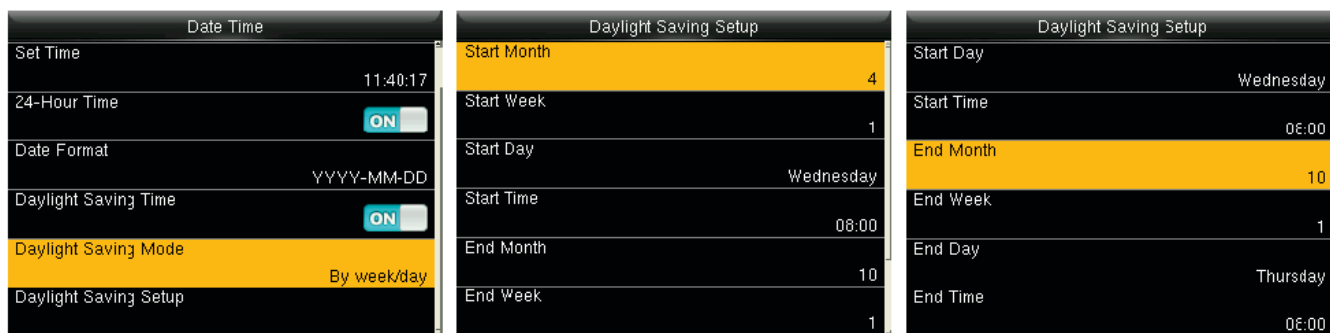 Date Time
Set Time
11:40:17
24-Hour Time
ON
Date Format
YYYY-MM-DD
Daylight Saving Time
ON
Daylight Saving Mode
By week/day
Daylight Saving Setup
Daylight Saving Setup
Start Month
4
Start Week
1
Start Day
Wednesday
Start Time
08:00
End Month
10
End Week
1
Daylight Saving Setup
Start Day
Wednesday
Start Time
08:00
End Month
10
End Week
1
End Day
Thursday
End Time
08:00